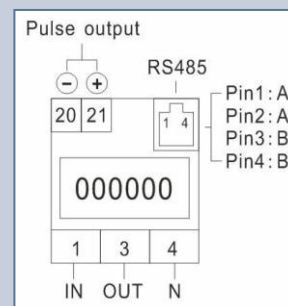 Pulse output
− +
RS485
20 21
1 4
Pin1: A
Pin2: A
Pin3: B
Pin4: B
000000
1 3 4
IN OUT N